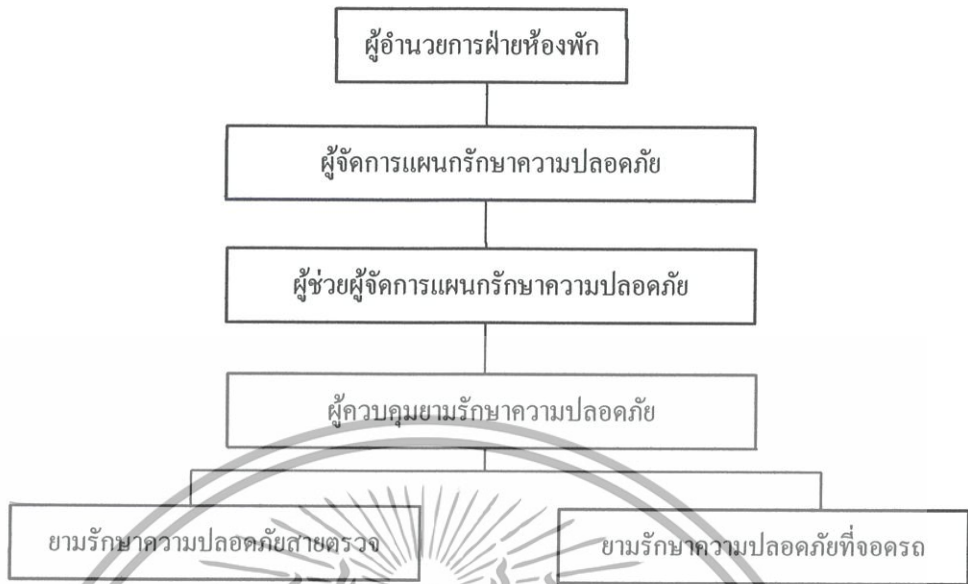 ผู้อำนวยการฝ่ายห้องพัก
ผู้จัดการแผนกรักษาความปลอดภัย
ผู้ช่วยผู้จัดการแผนกรักษาความปลอดภัย
ผู้ควบคุมยามรักษาความปลอดภัย
ยามรักษาความปลอดภัยสายตรวจ
ยามรักษาความปลอดภัยที่จอดรถ